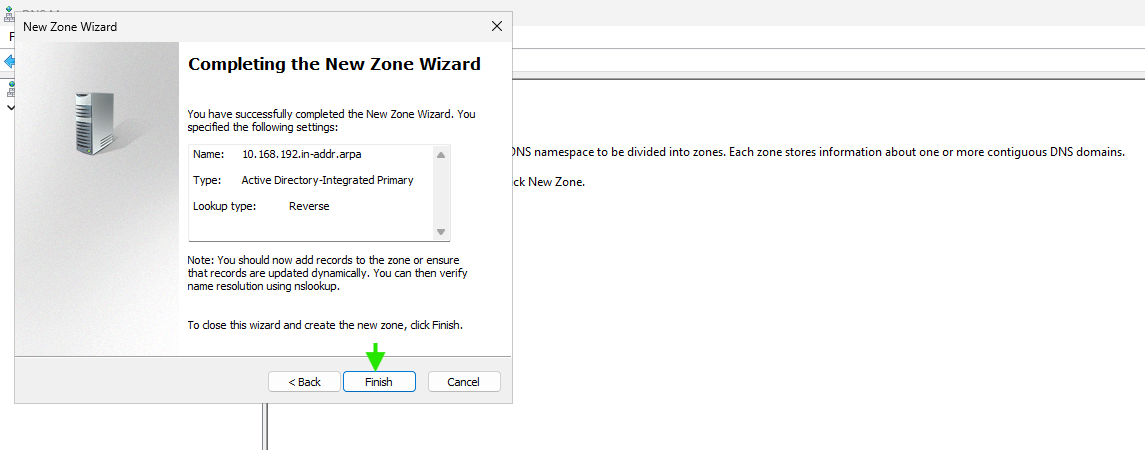 New Zone Wizard
Completing the New Zone Wizard
You have successfully completed the New Zone Wizard. You
specified the following settings:
Name: 10.168.192.in-addr.arpa
Type: Active Directory-Integrated Primary
Lookup type: Reverse
Note: You should now add records to the zone or ensure
that records are updated dynamically. You can then verify
name resolution using nslookup.
To close this wizard and create the new zone, click Finish.
< Back
Finish
Cancel
DNS namespace to be divided into zones. Each zone stores information about one or more contiguous DNS domains.
ck New Zone.